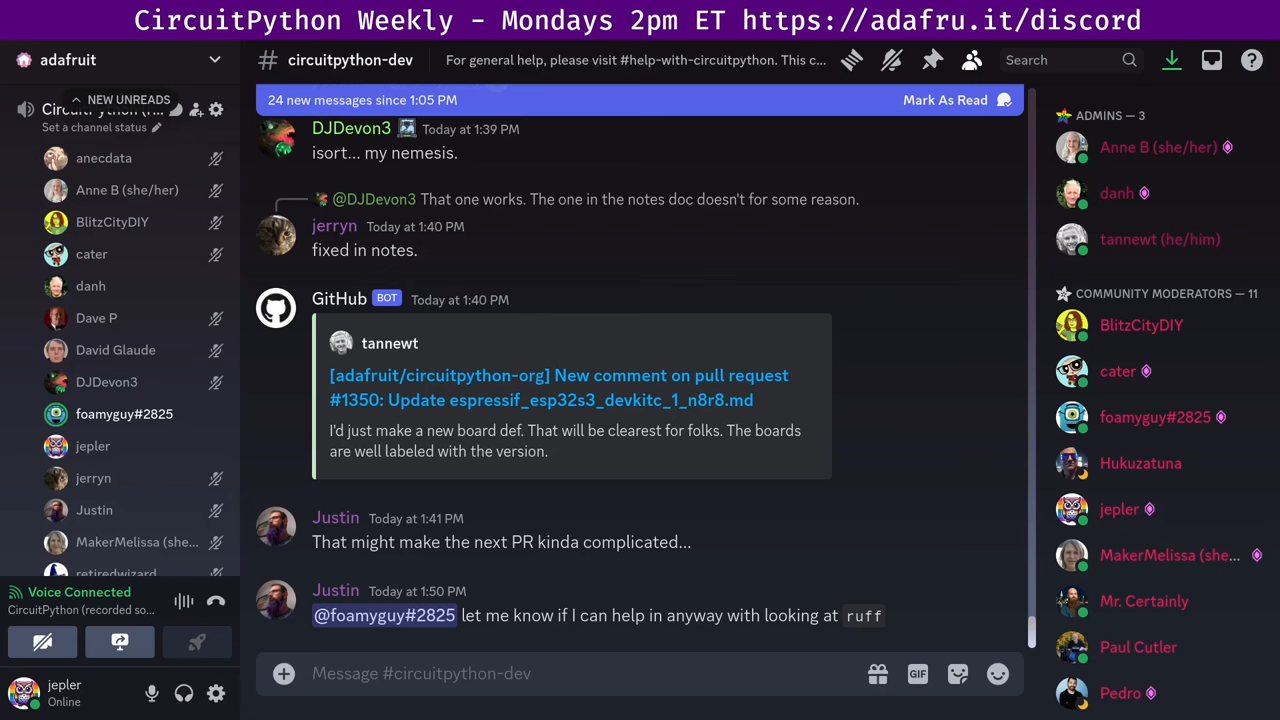 CircuitPython Weekly - Mondays 2pm ET https://adafru.it/discord
adafruit
NEW UNREADS
Set a channel status
anecdata
Anne B (she/her)
BlitzCityDIY
cater
danh
Dave P
David Glaude
DJDevon3
foamyguy#2825
jepler
jerryn
Justin
MakerMelissa (she...
retiredwizard
Voice Connected
CircuitPython (recorded so...
jepler
Online
circuitpython-dev
For general help, please visit #help-with-circuitpython. This c...
Search
24 new messages since 1:05 PM
Mark As Read
DJDevon3 Today at 1:39 PM
isort... my nemesis.
@DJDevon3 That one works. The one in the notes doc doesn't for some reason.
jerryn Today at 1:40 PM
fixed in notes.
GitHub BOT Today at 1:40 PM
tannewt
[adafruit/circuitpython-org] New comment on pull request
#1350: Update espressif_esp32s3_devkitc_1_n8r8.md
I'd just make a new board def. That will be clearest for folks. The boards
are well labeled with the version.
Justin Today at 1:41 PM
That might make the next PR kinda complicated...
Justin Today at 1:50 PM
@foamyguy#2825 let me know if I can help in anyway with looking at ruff
Message #circuitpython-dev
GIF
ADMINS — 3
Anne B (she/her)
danh
tannewt (he/him)
COMMUNITY MODERATORS — 11
BlitzCityDIY
cater
foamyguy#2825
Hukuzatuna
jepler
MakerMelissa (she...
Mr. Certainly
Paul Cutler
Pedro